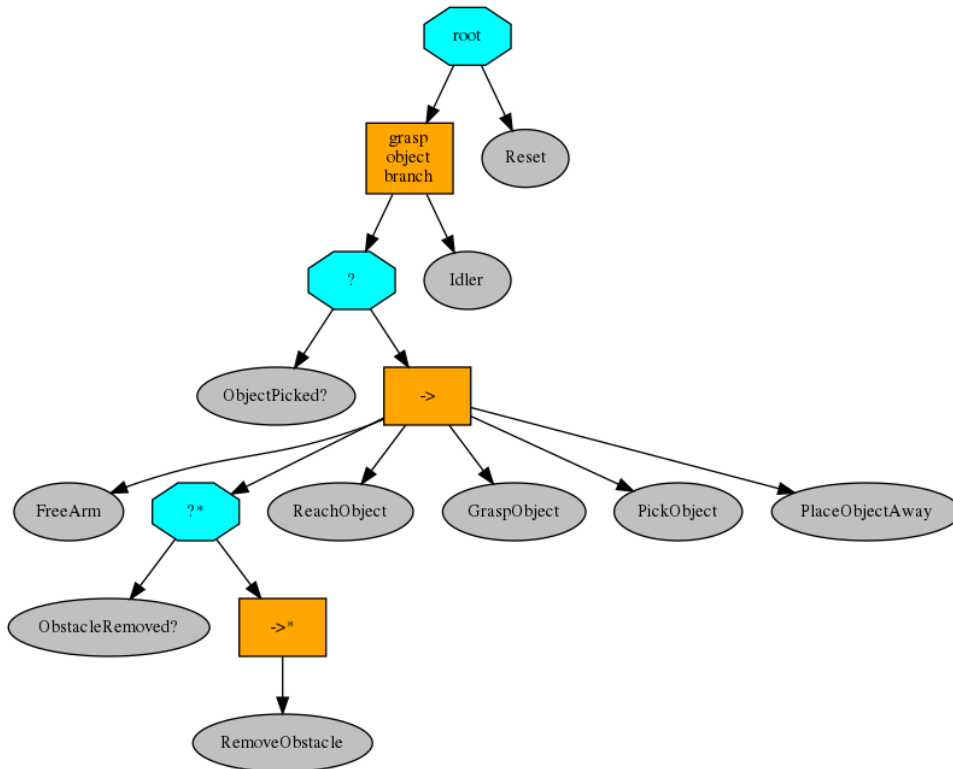 root
grasp
object
branch
Reset
?
Idler
ObjectPicked?
->
FreeArm
?*
ReachObject
GraspObject
PickObject
PlaceObjectAway
ObstacleRemoved?
->*
RemoveObstacle